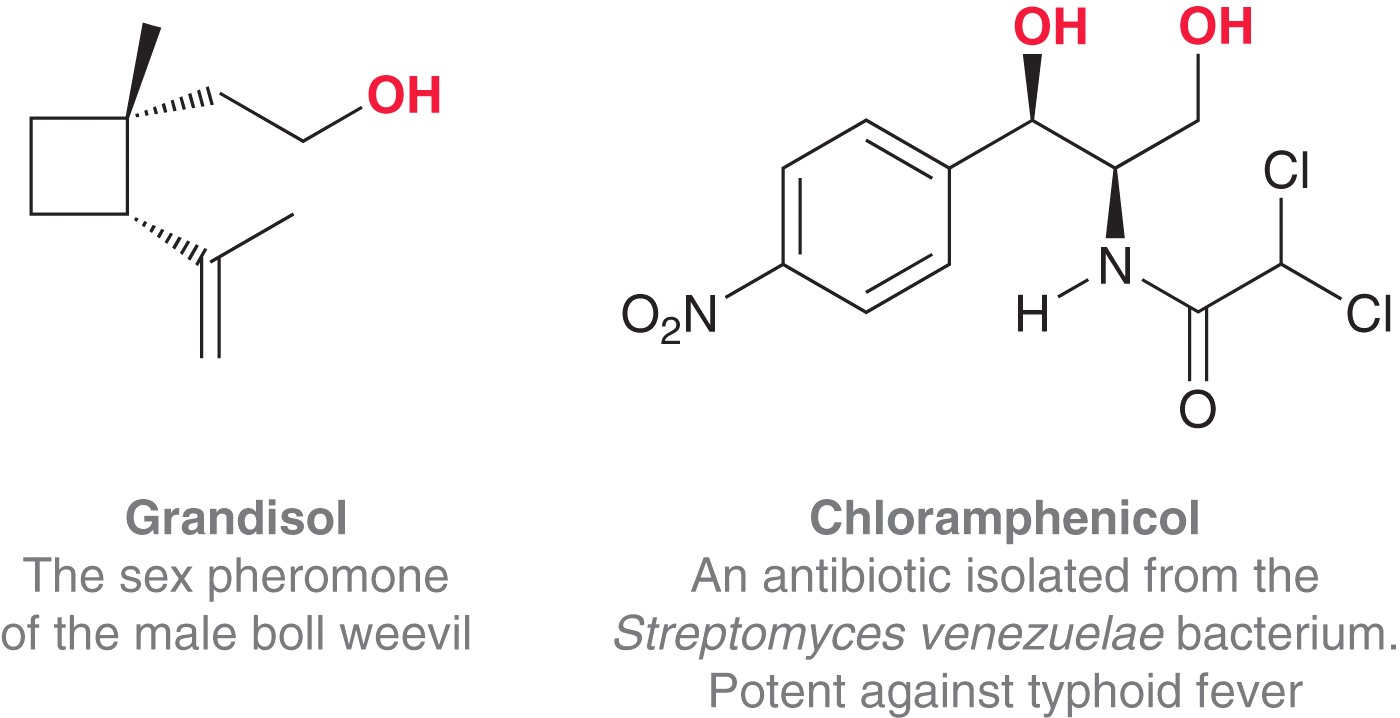 OH
Grandisol
The sex pheromone
of the male boll weevil
OH
OH
Cl
Cl
O₂N
N
H
O
Chloramphenicol
An antibiotic isolated from the
Streptomyces venezuelae bacterium.
Potent against typhoid fever